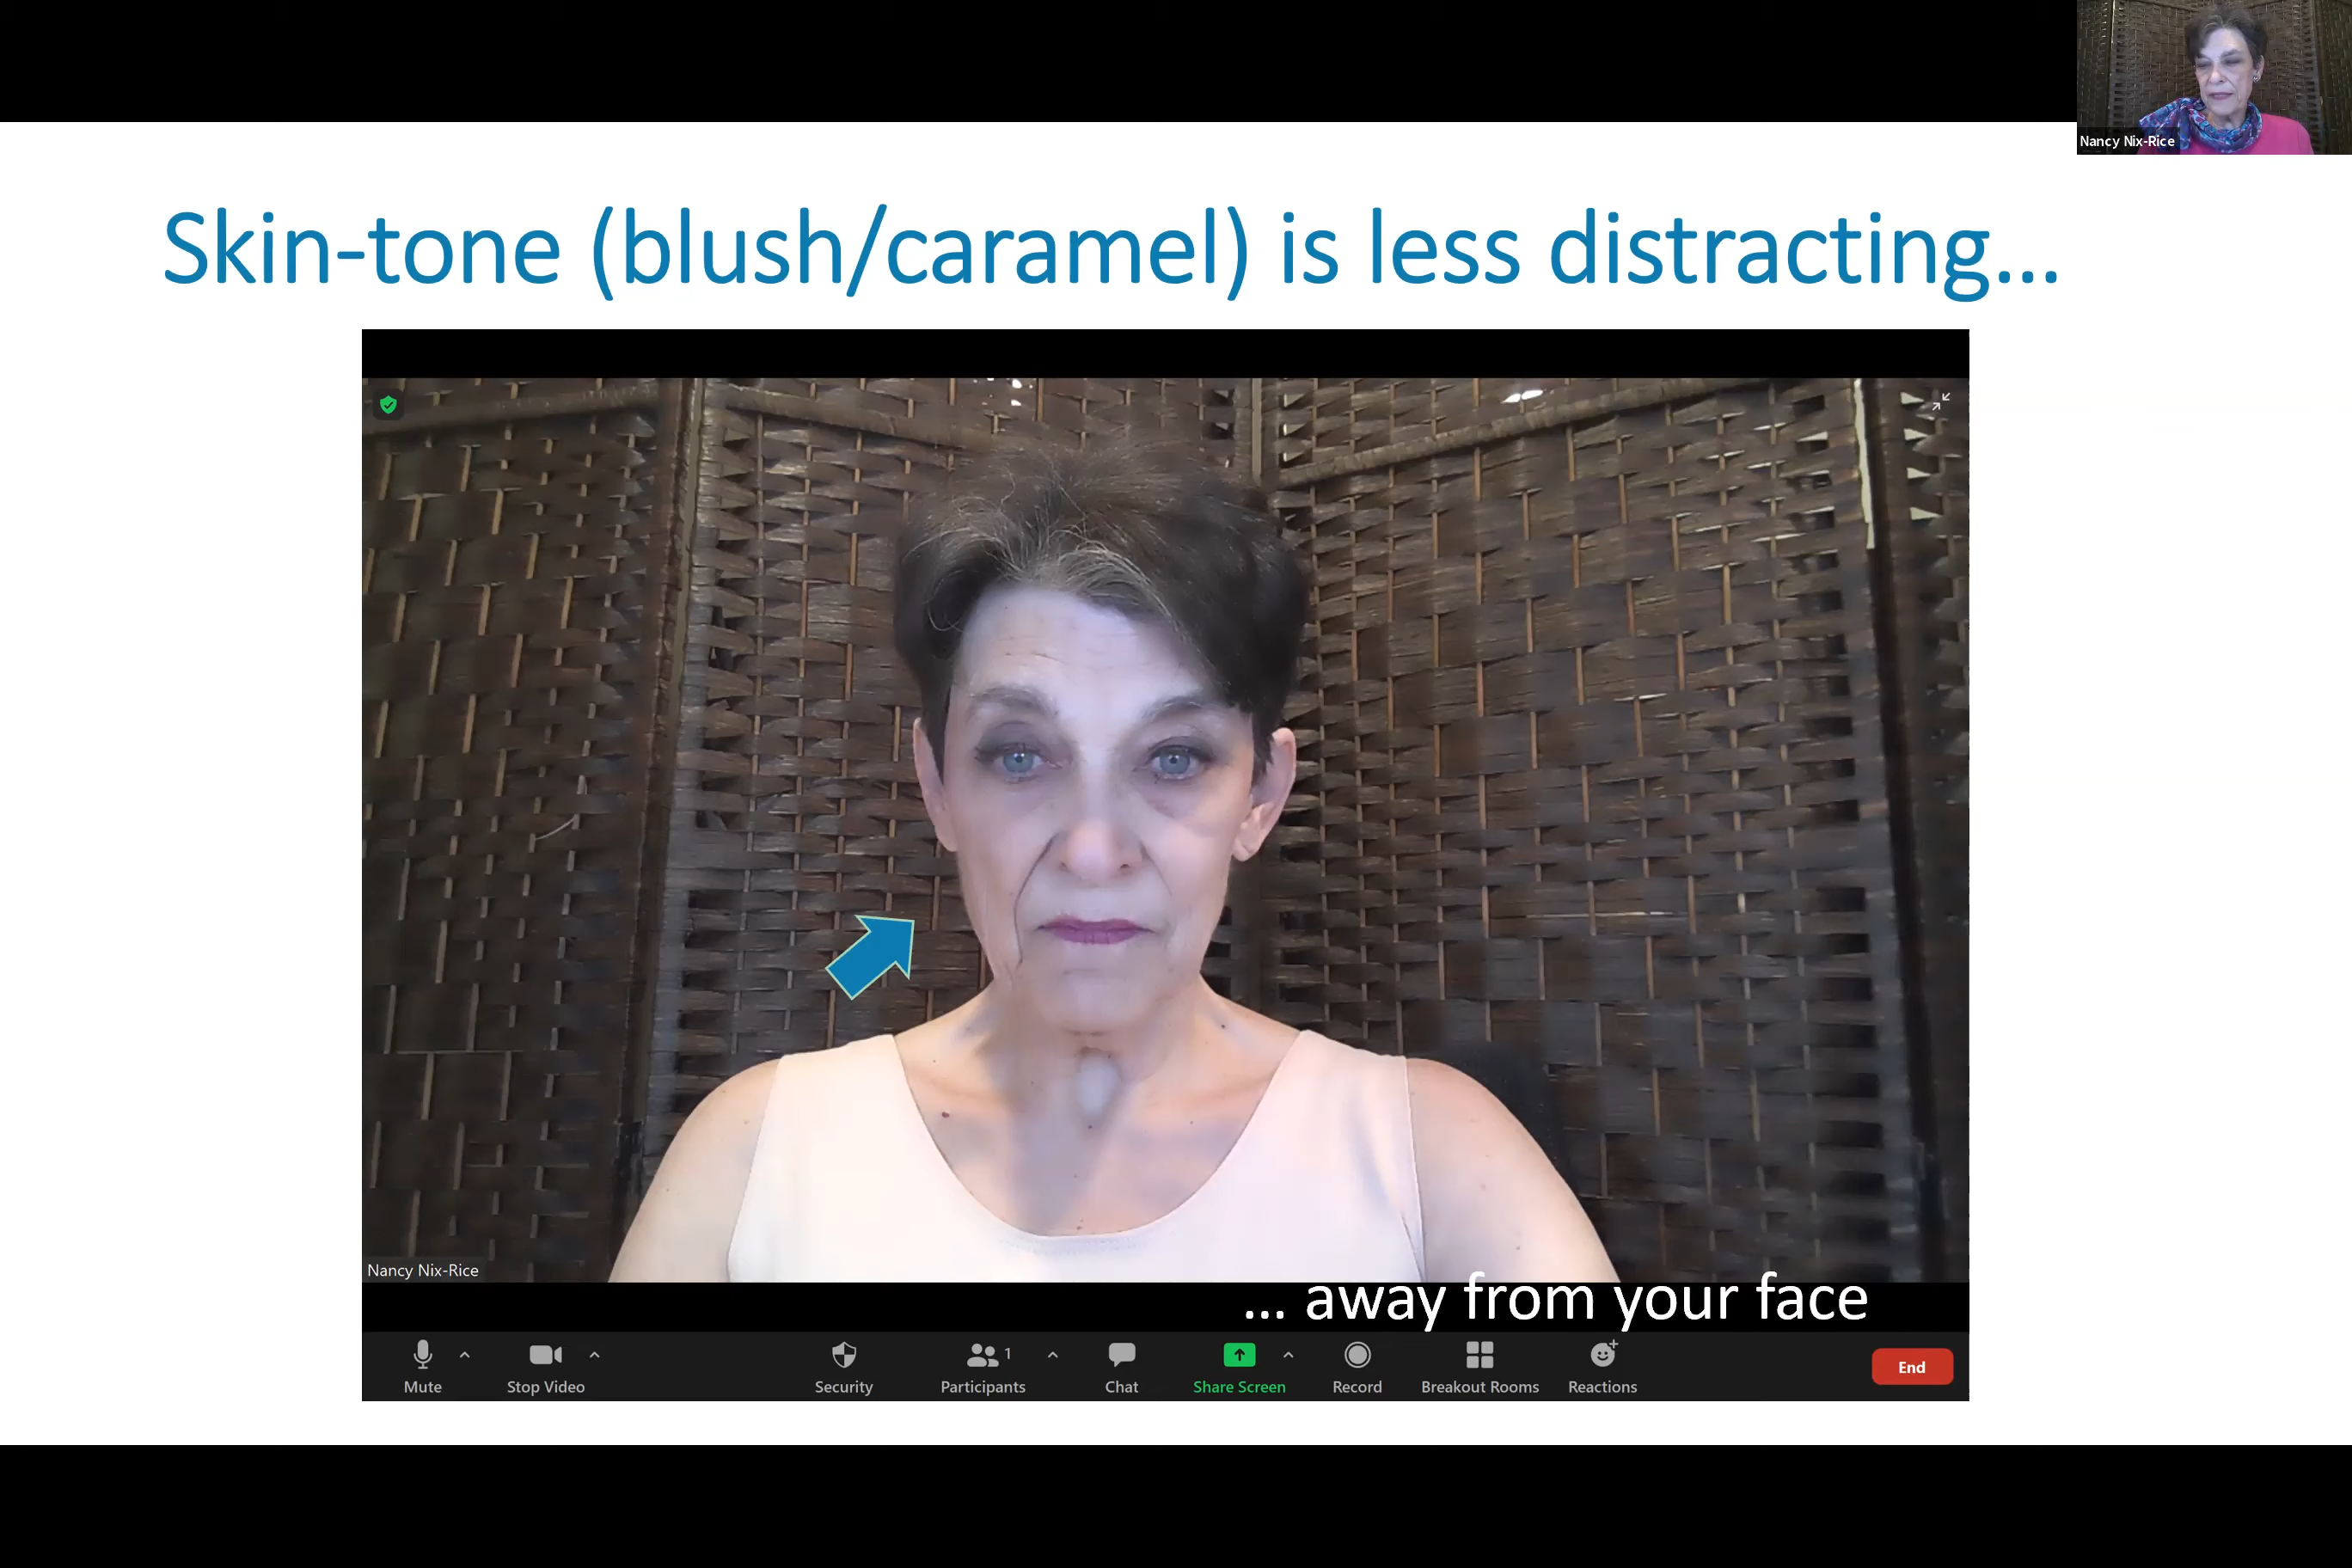 Nancy Nix-Rice
Skin-tone (blush/caramel) is less distracting...
Nancy Nix-Rice
... away from your face
Mute
Stop Video
Security
1
Participants
Chat
Share Screen
Record
Breakout Rooms
Reactions
End